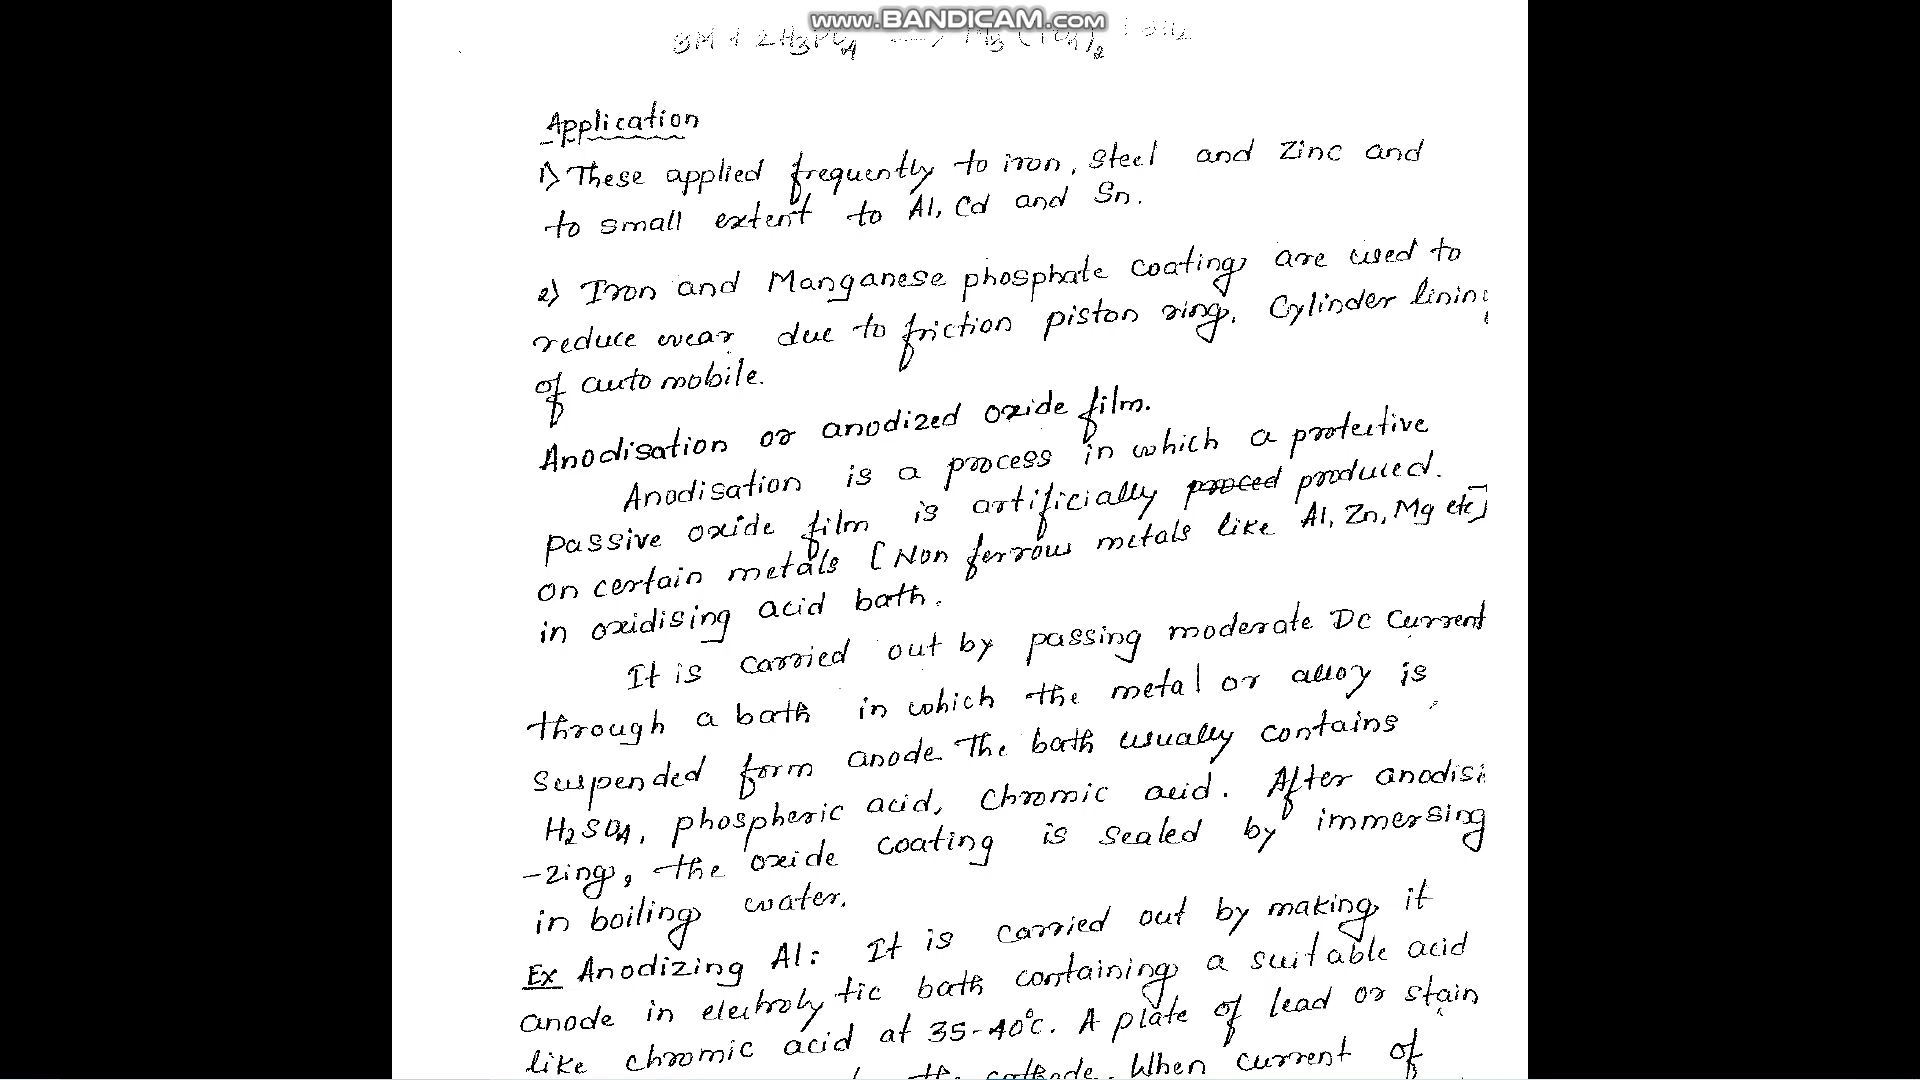 www.BANDICAM.com
Application
1) These applied frequently to iron, steel and Zinc and
to small extent to Al, Cd and Sn.
2) Iron and Manganese phosphate coating are used to
reduce wear due to friction piston ring, Cylinder lining
of automobile.
Anodisation or anodized oxide film.
Anodisation is a process in which a protective
passive oxide film is artificially proced produced.
on certain metals [Non ferrous metals like Al, Zn, Mg etc]
in oxidising acid bath.
It is carried out by passing moderate Dc Current
through a bath in which the metal or alloy is
suspended form anode The bath usually contains
H2SO4, phospheric acid, Chromic acid. After anodisi
-zing, the oxide coating is sealed by immersing
in boiling water.
Ex Anodizing Al: It is carried out by making it
anode in electrolytic bath containing a suitable acid
like chromic acid at 35-40°c. A plate of lead or stain
the cathode. When current of